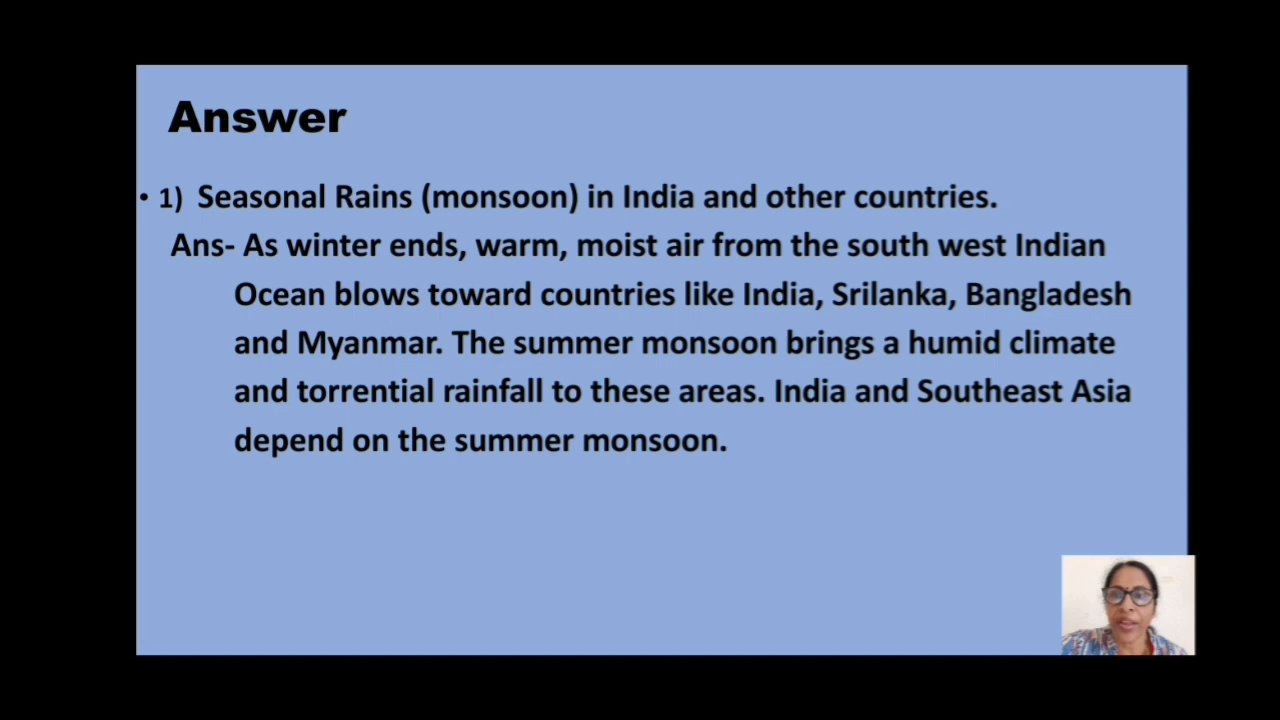 Answer
• 1) Seasonal Rains (monsoon) in India and other countries.
Ans- As winter ends, warm, moist air from the south west Indian
Ocean blows toward countries like India, Srilanka, Bangladesh
and Myanmar. The summer monsoon brings a humid climate
and torrential rainfall to these areas. India and Southeast Asia
depend on the summer monsoon.